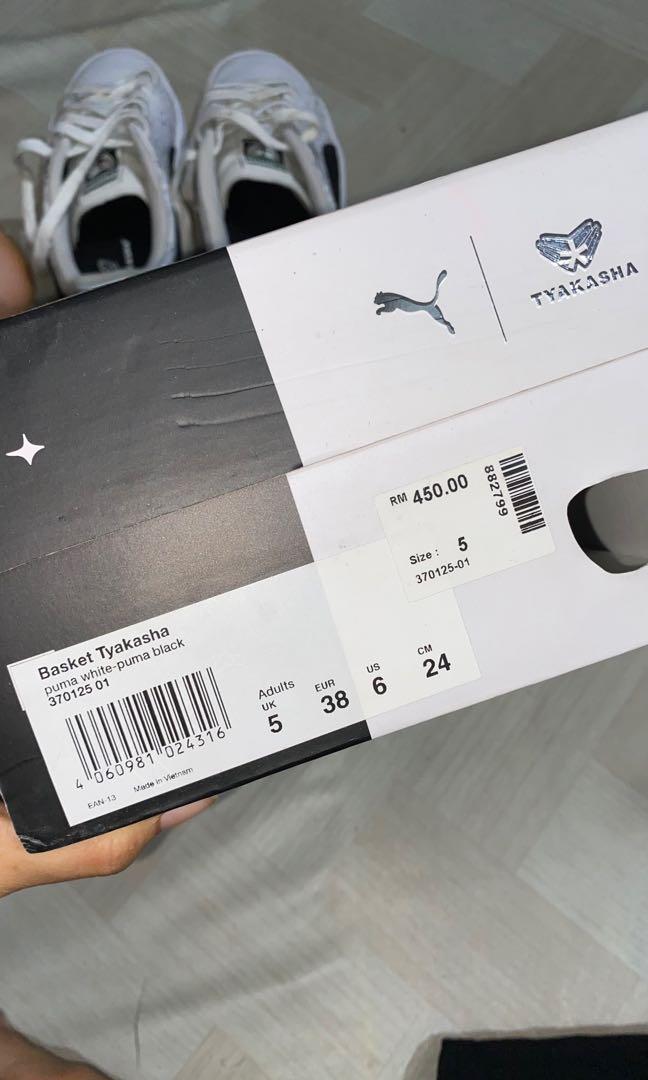 TYAKASHA
RM 450.00
882799
Size : 5
370125-01
Basket Tyakasha
puma white-puma black
370125 01
Adults
UK EUR US CM
5 38 6 24
4 060981 024316
EAN-13 Made in Vietnam